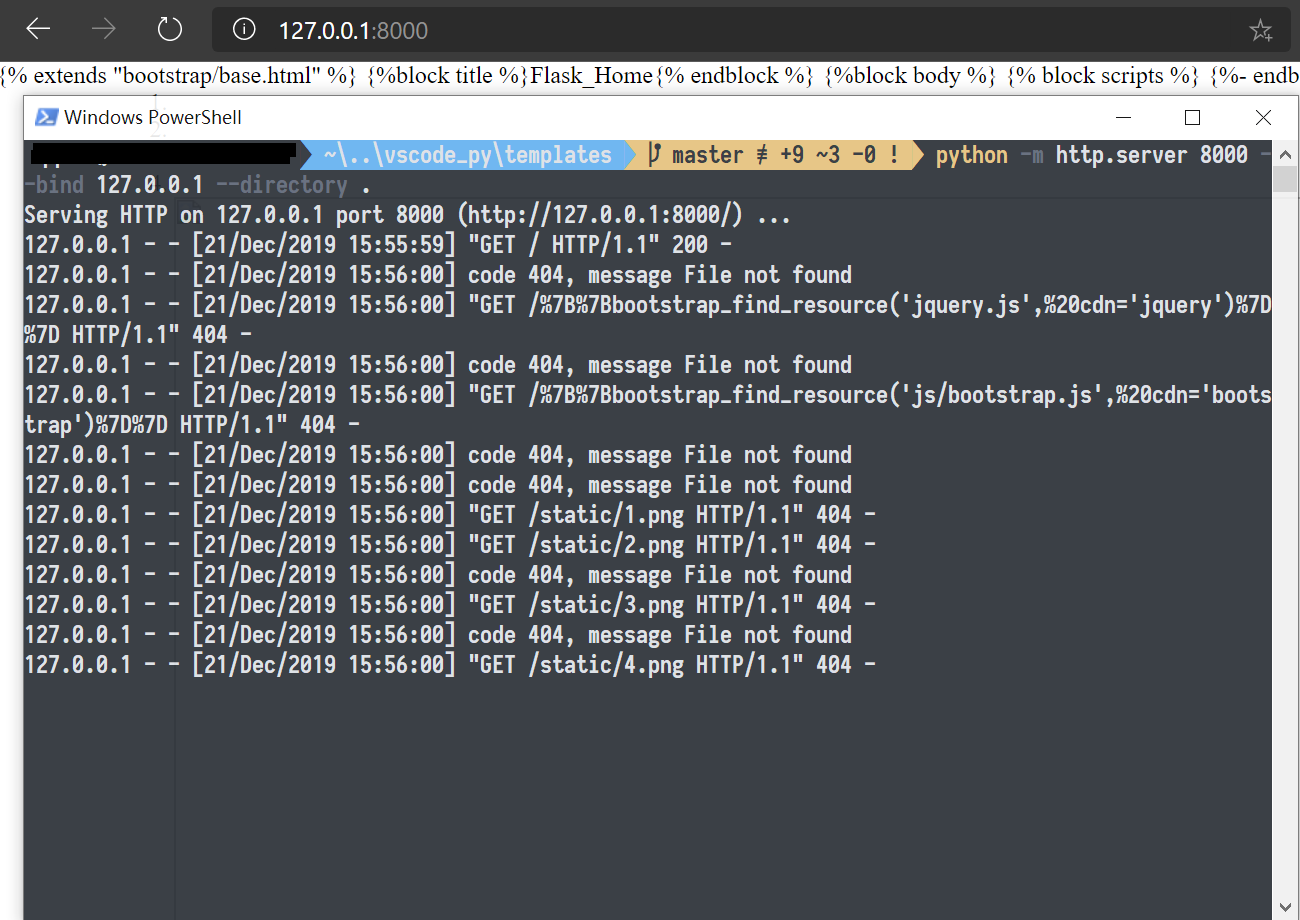 127.0.0.1:8000
{% extends "bootstrap/base.html" %} {%block title %}Flask_Home{% endblock %} {%block body %} {% block scripts %} {%- endb
Windows PowerShell
~\..\vscode_py\templates master ≢ +9 ~3 -0 ! python -m http.server 8000 -
-bind 127.0.0.1 --directory .
Serving HTTP on 127.0.0.1 port 8000 (http://127.0.0.1:8000/) ...
127.0.0.1 - - [21/Dec/2019 15:55:59] "GET / HTTP/1.1" 200 -
127.0.0.1 - - [21/Dec/2019 15:56:00] code 404, message File not found
127.0.0.1 - - [21/Dec/2019 15:56:00] "GET /%7B%7Bbootstrap_find_resource('jquery.js',%20cdn='jquery')%7D
%7D HTTP/1.1" 404 -
127.0.0.1 - - [21/Dec/2019 15:56:00] code 404, message File not found
127.0.0.1 - - [21/Dec/2019 15:56:00] "GET /%7B%7Bbootstrap_find_resource('js/bootstrap.js',%20cdn='boots
trap')%7D%7D HTTP/1.1" 404 -
127.0.0.1 - - [21/Dec/2019 15:56:00] code 404, message File not found
127.0.0.1 - - [21/Dec/2019 15:56:00] code 404, message File not found
127.0.0.1 - - [21/Dec/2019 15:56:00] "GET /static/1.png HTTP/1.1" 404 -
127.0.0.1 - - [21/Dec/2019 15:56:00] "GET /static/2.png HTTP/1.1" 404 -
127.0.0.1 - - [21/Dec/2019 15:56:00] code 404, message File not found
127.0.0.1 - - [21/Dec/2019 15:56:00] "GET /static/3.png HTTP/1.1" 404 -
127.0.0.1 - - [21/Dec/2019 15:56:00] code 404, message File not found
127.0.0.1 - - [21/Dec/2019 15:56:00] "GET /static/4.png HTTP/1.1" 404 -